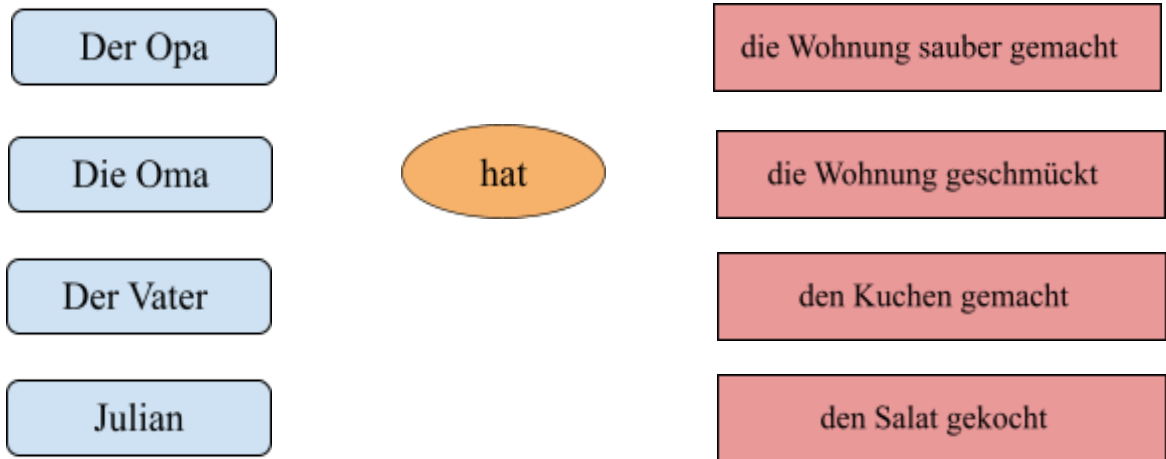 Der Opa
die Wohnung sauber gemacht
Die Oma
hat
die Wohnung geschmückt
Der Vater
den Kuchen gemacht
Julian
den Salat gekocht